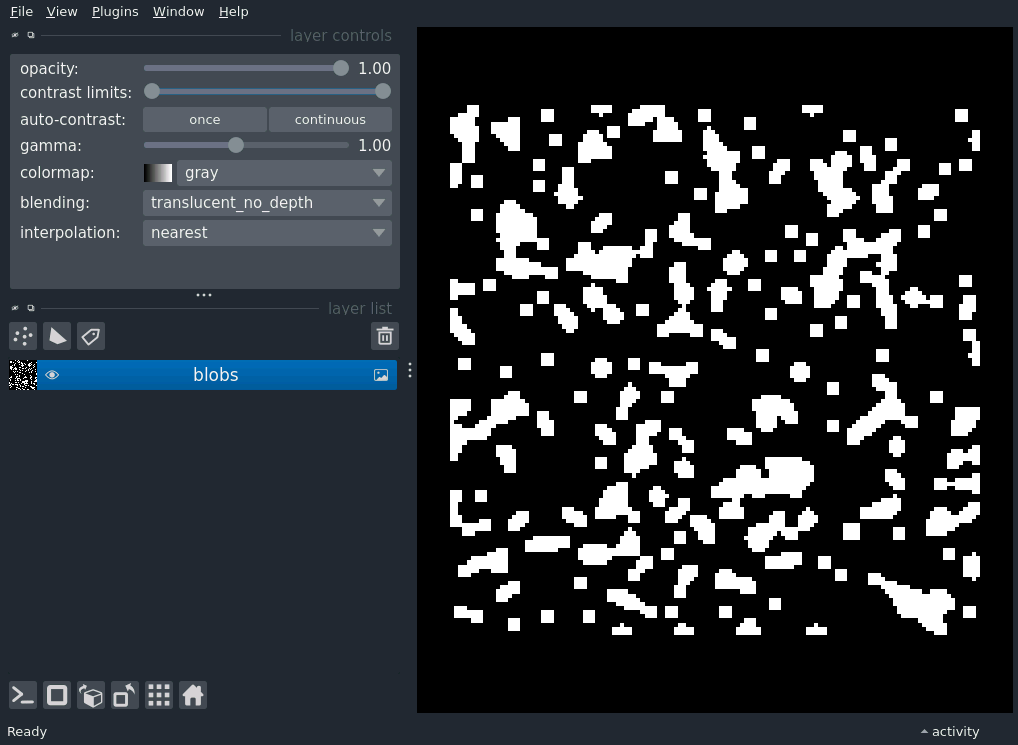 File View Plugins Window Help
layer controls
opacity: 1.00
contrast limits:
auto-contrast: once continuous
gamma: 1.00
colormap: gray
blending: translucent_no_depth
interpolation: nearest
layer list
blobs
Ready activity